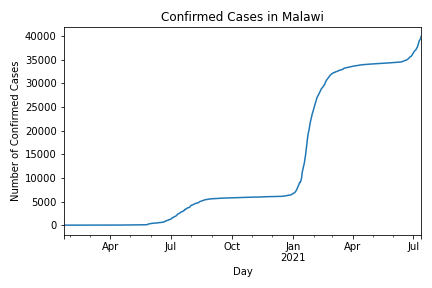 Confirmed Cases in Malawi
Number of Confirmed Cases
40000
35000
30000
25000
20000
15000
10000
5000
0
Apr
Jul
Oct
Jan
2021
Apr
Jul
Day